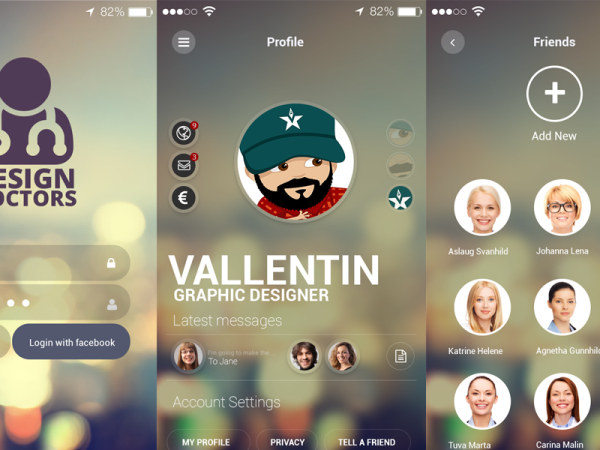 82%
DESIGN
DOCTORS
Login with facebook
82%
Profile
9
3
€
VALLENTIN
GRAPHIC DESIGNER
Latest messages
I'm going to make the
To Jane
Account Settings
MY PROFILE
PRIVACY
TELL A FRIEND
Friends
Add New
Aslaug Svanhild
Johanna Lena
Katrine Helene
Agnetha Gunnhild
Tuva Marta
Carina Malin